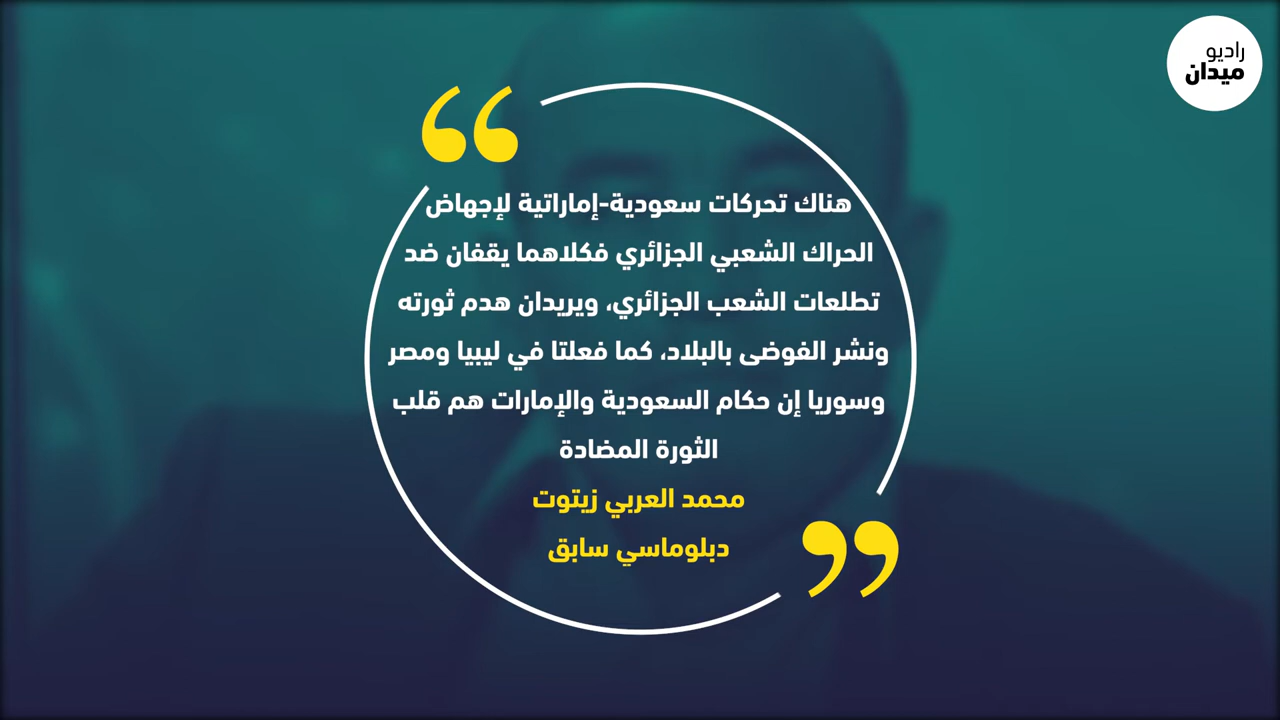 راديو
ميدان
هناك تحركات سعودية-إماراتية لإجهاض
الحراك الشعبي الجزائري فكلاهما يقفان ضد
تطلعات الشعب الجزائري، ويريدان هدم ثورته
ونشر الفوضى بالبلاد، كما فعلتا في ليبيا ومصر
وسوريا إن حكام السعودية والإمارات هم قلب
الثورة المضادة
محمد العربي زيتوت
دبلوماسي سابق